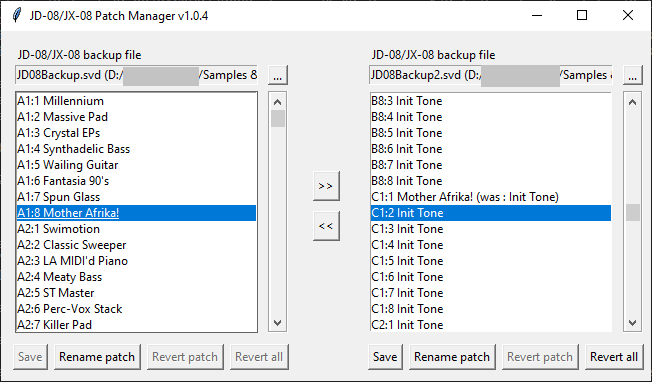 JD-08/JX-08 Patch Manager v1.0.4
JD-08/JX-08 backup file
JD08Backup.svd (D:/ /Samples &
...
A1:1 Millennium
A1:2 Massive Pad
A1:3 Crystal EPs
A1:4 Synthadelic Bass
A1:5 Wailing Guitar
A1:6 Fantasia 90's
A1:7 Spun Glass
A1:8 Mother Afrika!
A2:1 Swimotion
A2:2 Classic Sweeper
A2:3 LA MIDI'd Piano
A2:4 Meaty Bass
A2:5 ST Master
A2:6 Perc-Vox Stack
A2:7 Killer Pad
Save
Rename patch
Revert patch
Revert all
>>
<<
JD-08/JX-08 backup file
JD08Backup2.svd (D:/ /Samples &
...
B8:3 Init Tone
B8:4 Init Tone
B8:5 Init Tone
B8:6 Init Tone
B8:7 Init Tone
B8:8 Init Tone
C1:1 Mother Afrika! (was : Init Tone)
C1:2 Init Tone
C1:3 Init Tone
C1:4 Init Tone
C1:5 Init Tone
C1:6 Init Tone
C1:7 Init Tone
C1:8 Init Tone
C2:1 Init Tone
Save
Rename patch
Revert patch
Revert all